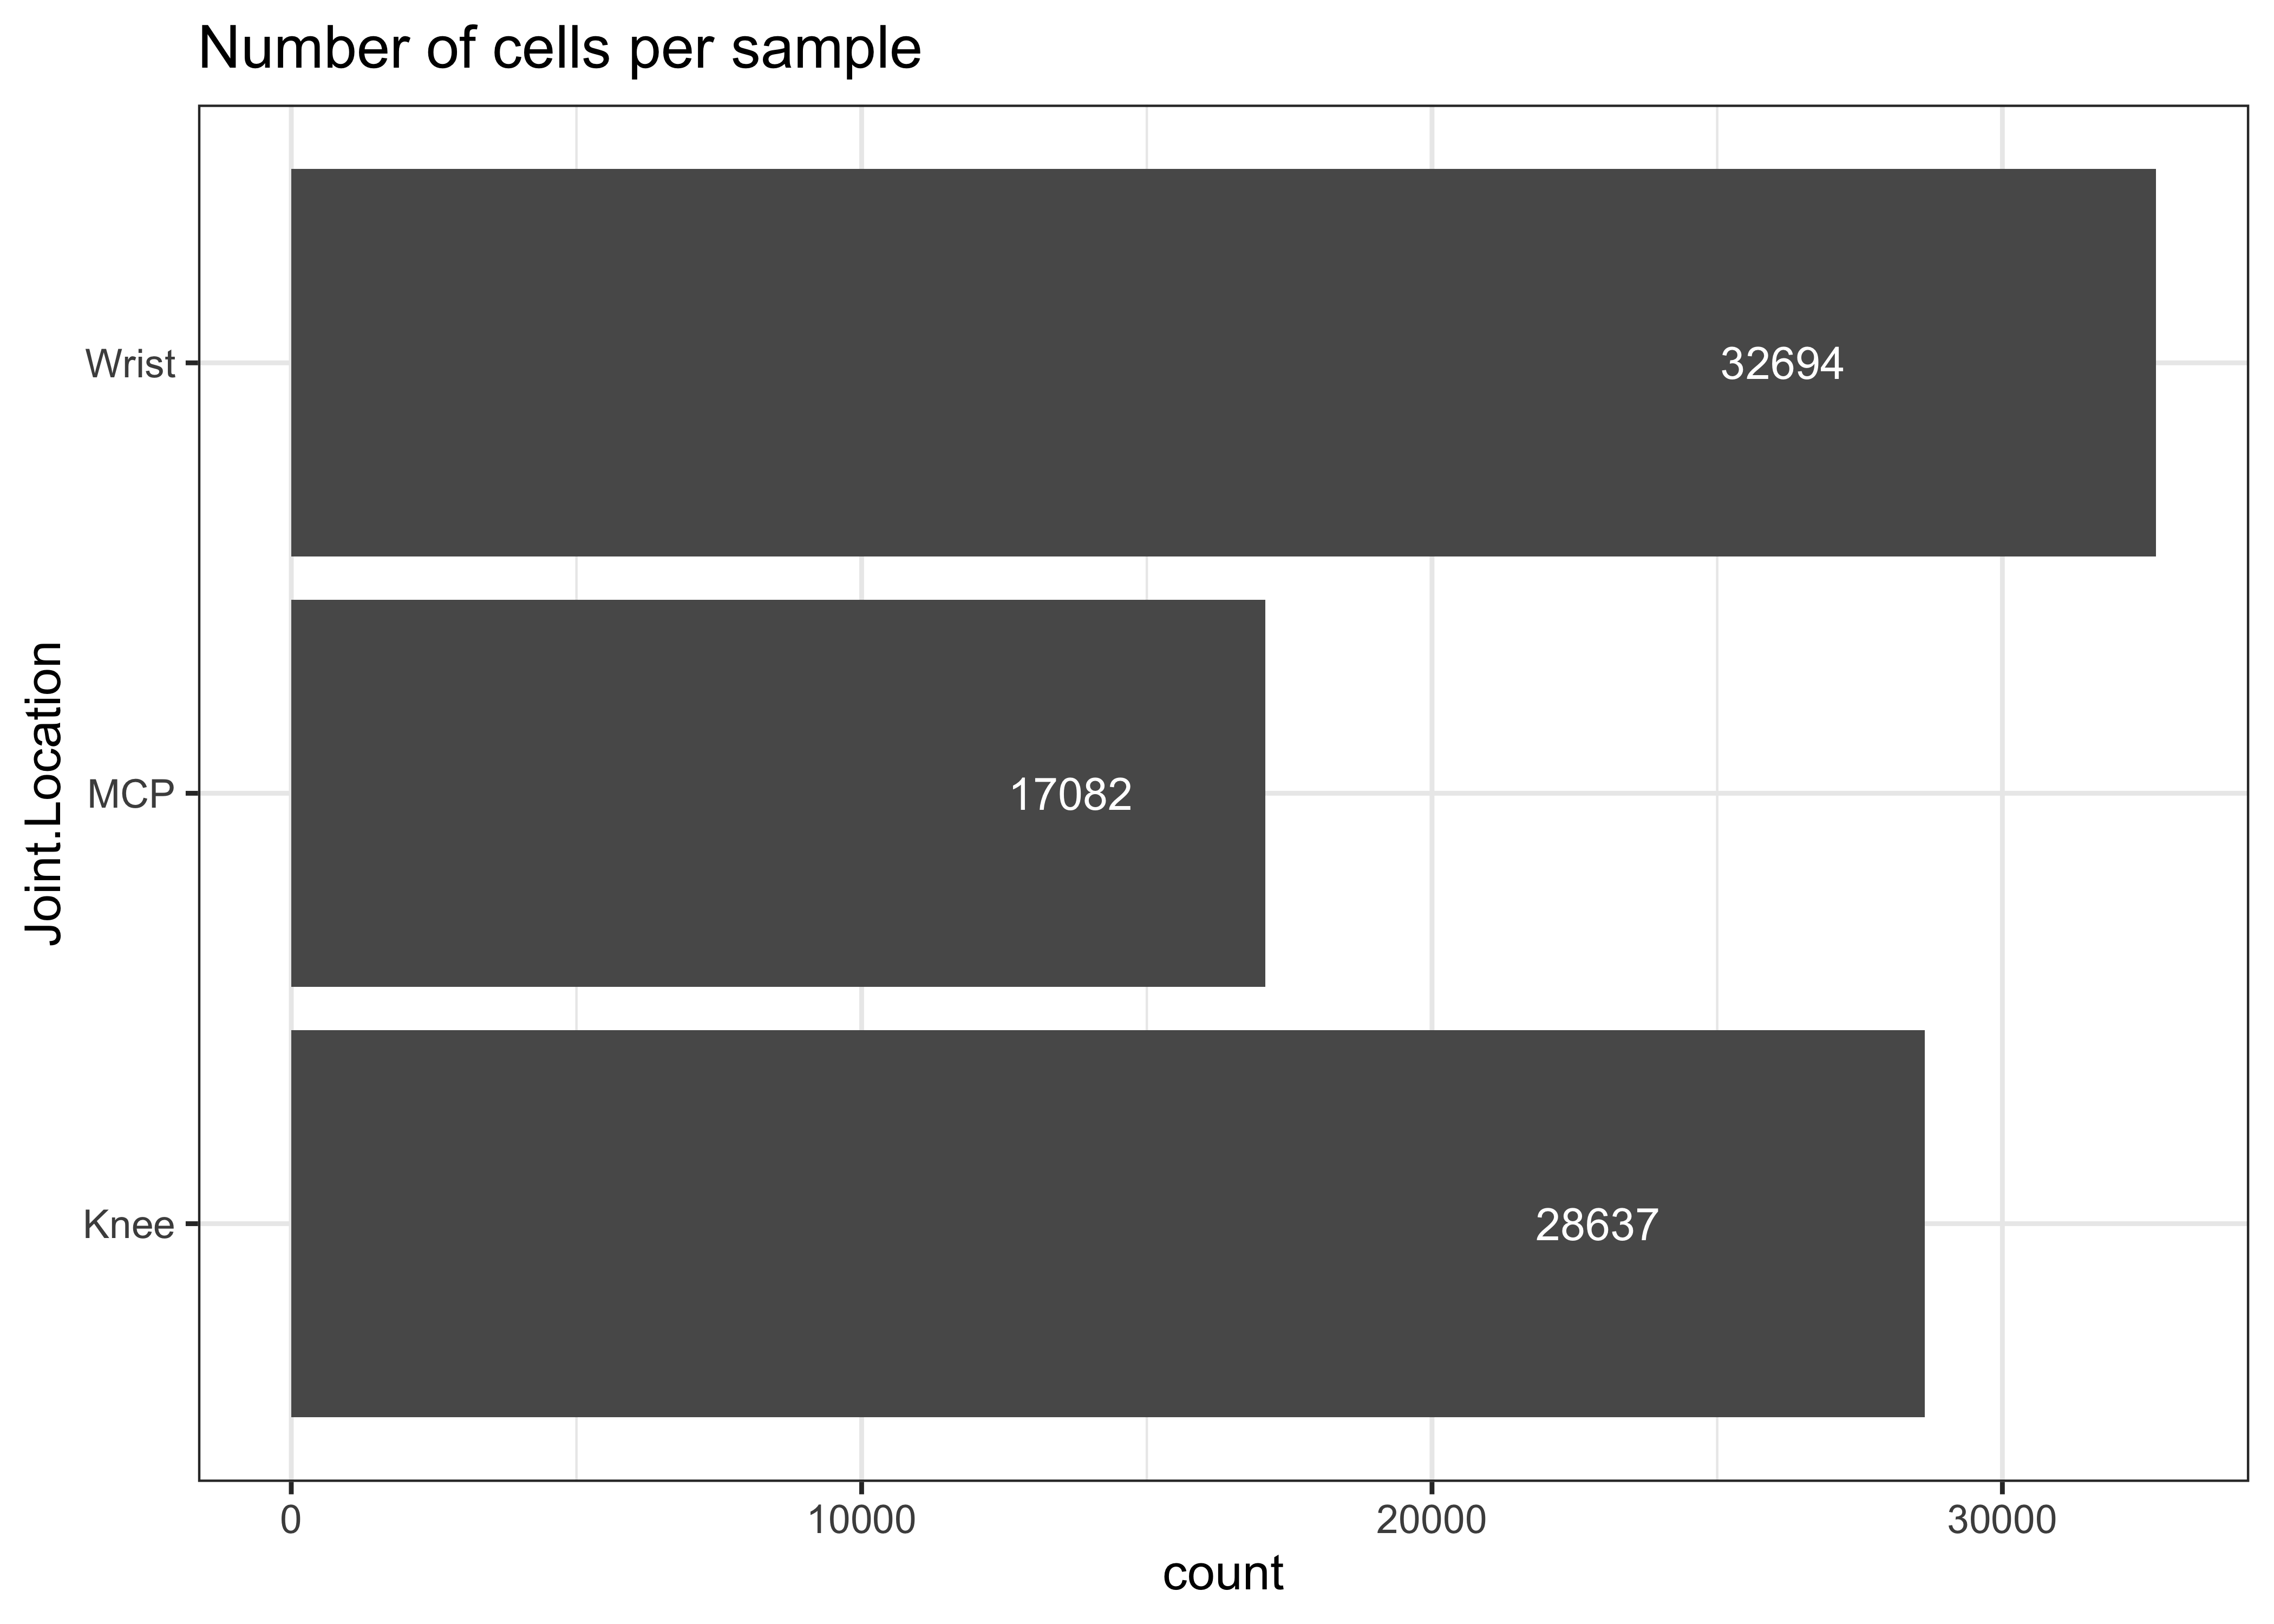 Number of cells per sample
Wrist
32694
MCP
17082
Knee
28637
Joint.Location
0
10000
20000
30000
count